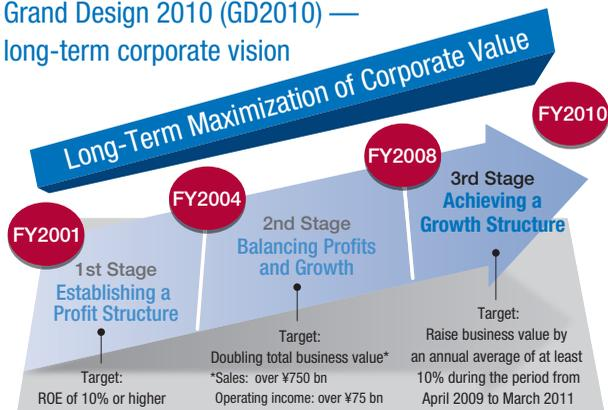 Grand Design 2010 (GD2010) —
long-term corporate vision
Long-Term Maximization of Corporate Value
FY2001
FY2004
FY2008
FY2010
1st Stage
Establishing a
Profit Structure
Target:
ROE of 10% or higher
2nd Stage
Balancing Profits
and Growth
Target:
Doubling total business value*
*Sales: over ¥750 bn
Operating income: over ¥75 bn
3rd Stage
Achieving a
Growth Structure
Target:
Raise business value by
an annual average of at least
10% during the period from
April 2009 to March 2011